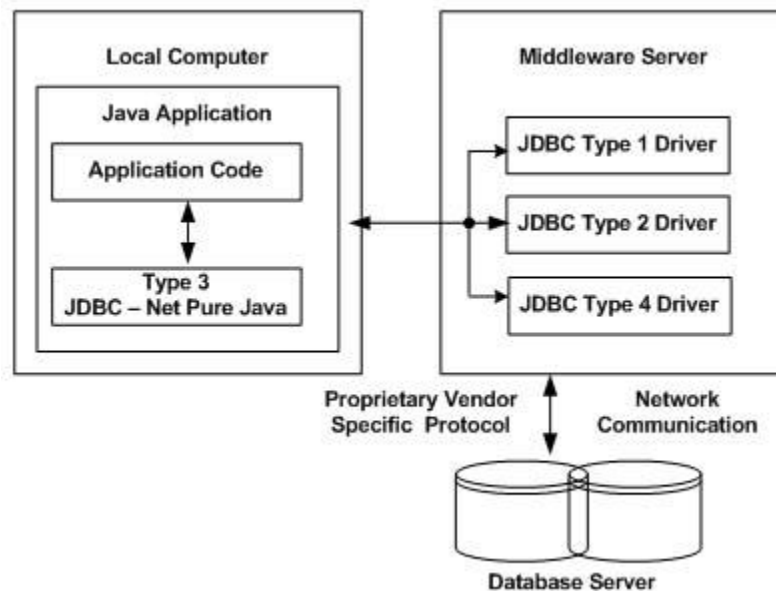 Local Computer
Java Application
Application Code
Type 3
JDBC – Net Pure Java
Middleware Server
JDBC Type 1 Driver
JDBC Type 2 Driver
JDBC Type 4 Driver
Proprietary Vendor
Specific Protocol
Network
Communication
Database Server